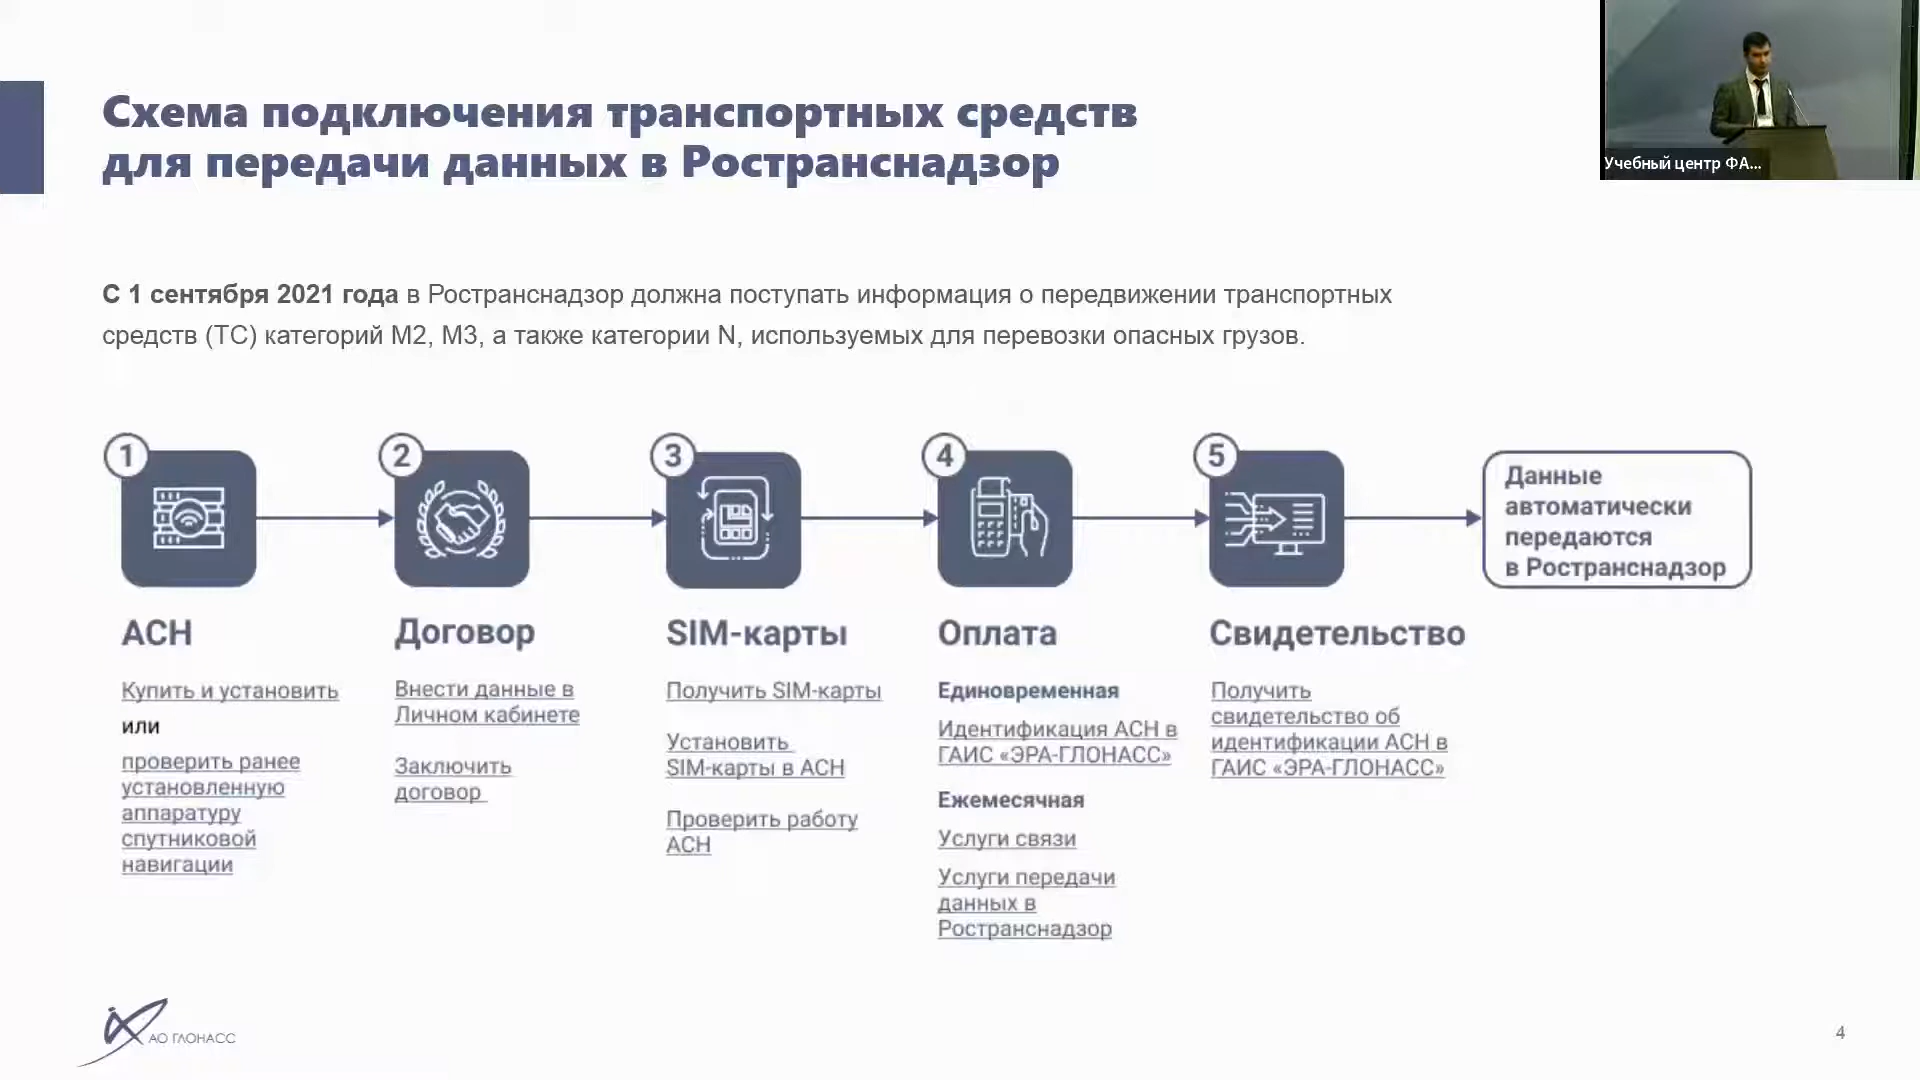 Учебный центр ФА...
Схема подключения транспортных средств
для передачи данных в Ространснадзор
С 1 сентября 2021 года в Ространснадзор должна поступать информация о передвижении транспортных
средств (ТС) категорий М2, М3, а также категории N, используемых для перевозки опасных грузов.
1
АСН
Купить и установить
или
проверить ранее
установленную
аппаратуру
спутниковой
навигации
2
Договор
Внести данные в
Личном кабинете
Заключить
договор
3
SIM-карты
Получить SIM-карты
Установить
SIM-карты в АСН
Проверить работу
АСН
4
Оплата
Единовременная
Идентификация АСН в
ГАИС «ЭРА-ГЛОНАСС»
Ежемесячная
Услуги связи
Услуги передачи
данных в
Ространснадзор
5
Свидетельство
Получить
свидетельство об
идентификации АСН в
ГАИС «ЭРА-ГЛОНАСС»
Данные
автоматически
передаются
в Ространснадзор
АО ГЛОНАСС
4